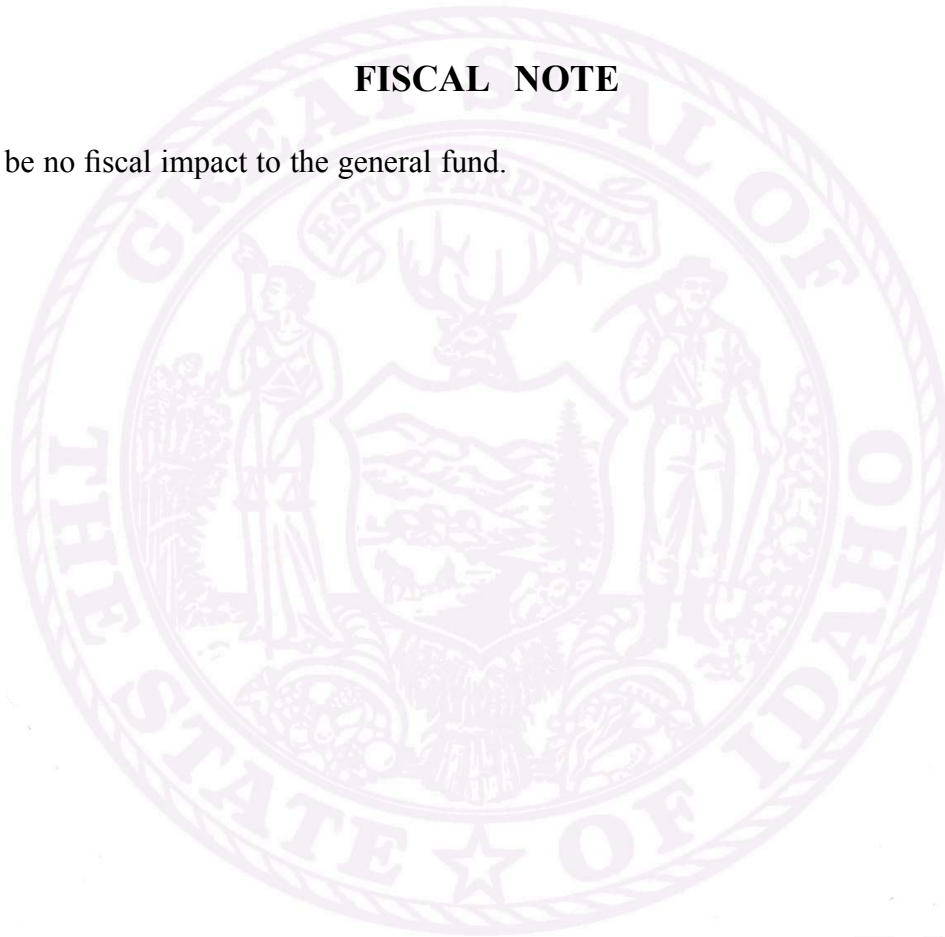 FISCAL NOTE
be no fiscal impact to the general fund.
GREAT SEAL OF
ESTO PERPETUA
THE STATE OF IDAHO